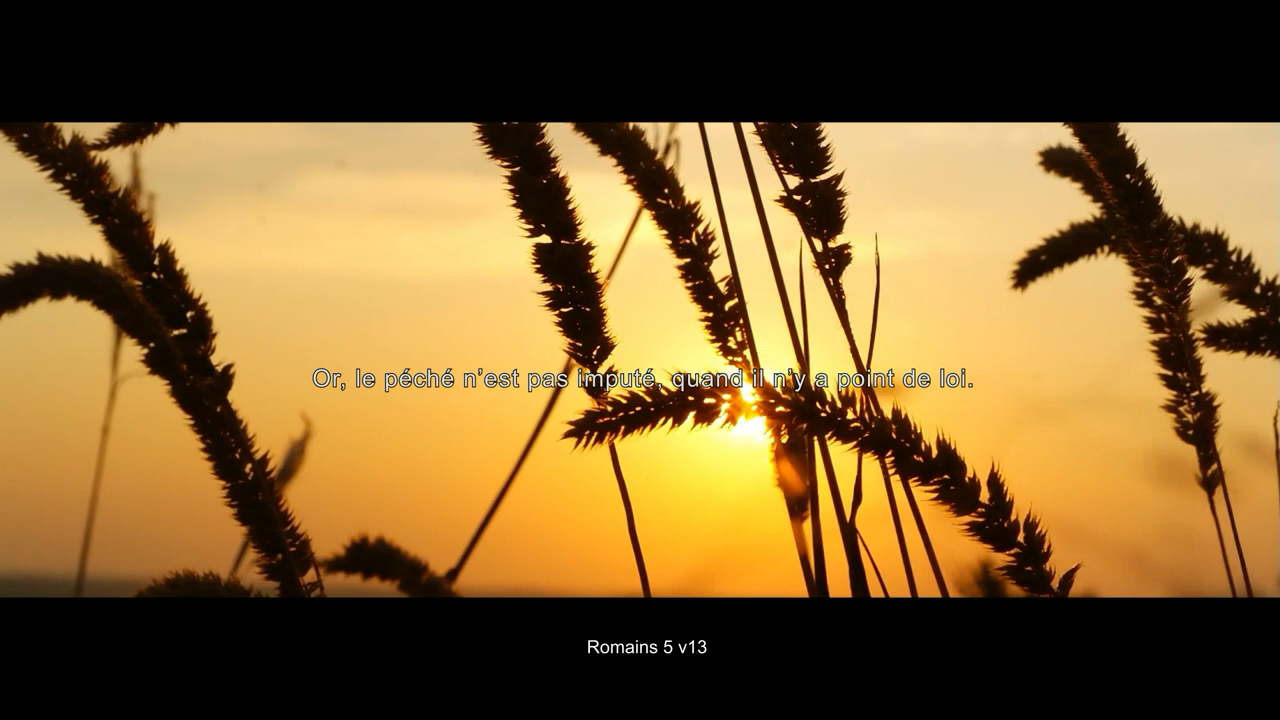 Or, le péché n’est pas imputé, quand il n’y a point de loi.
Romains 5 v13